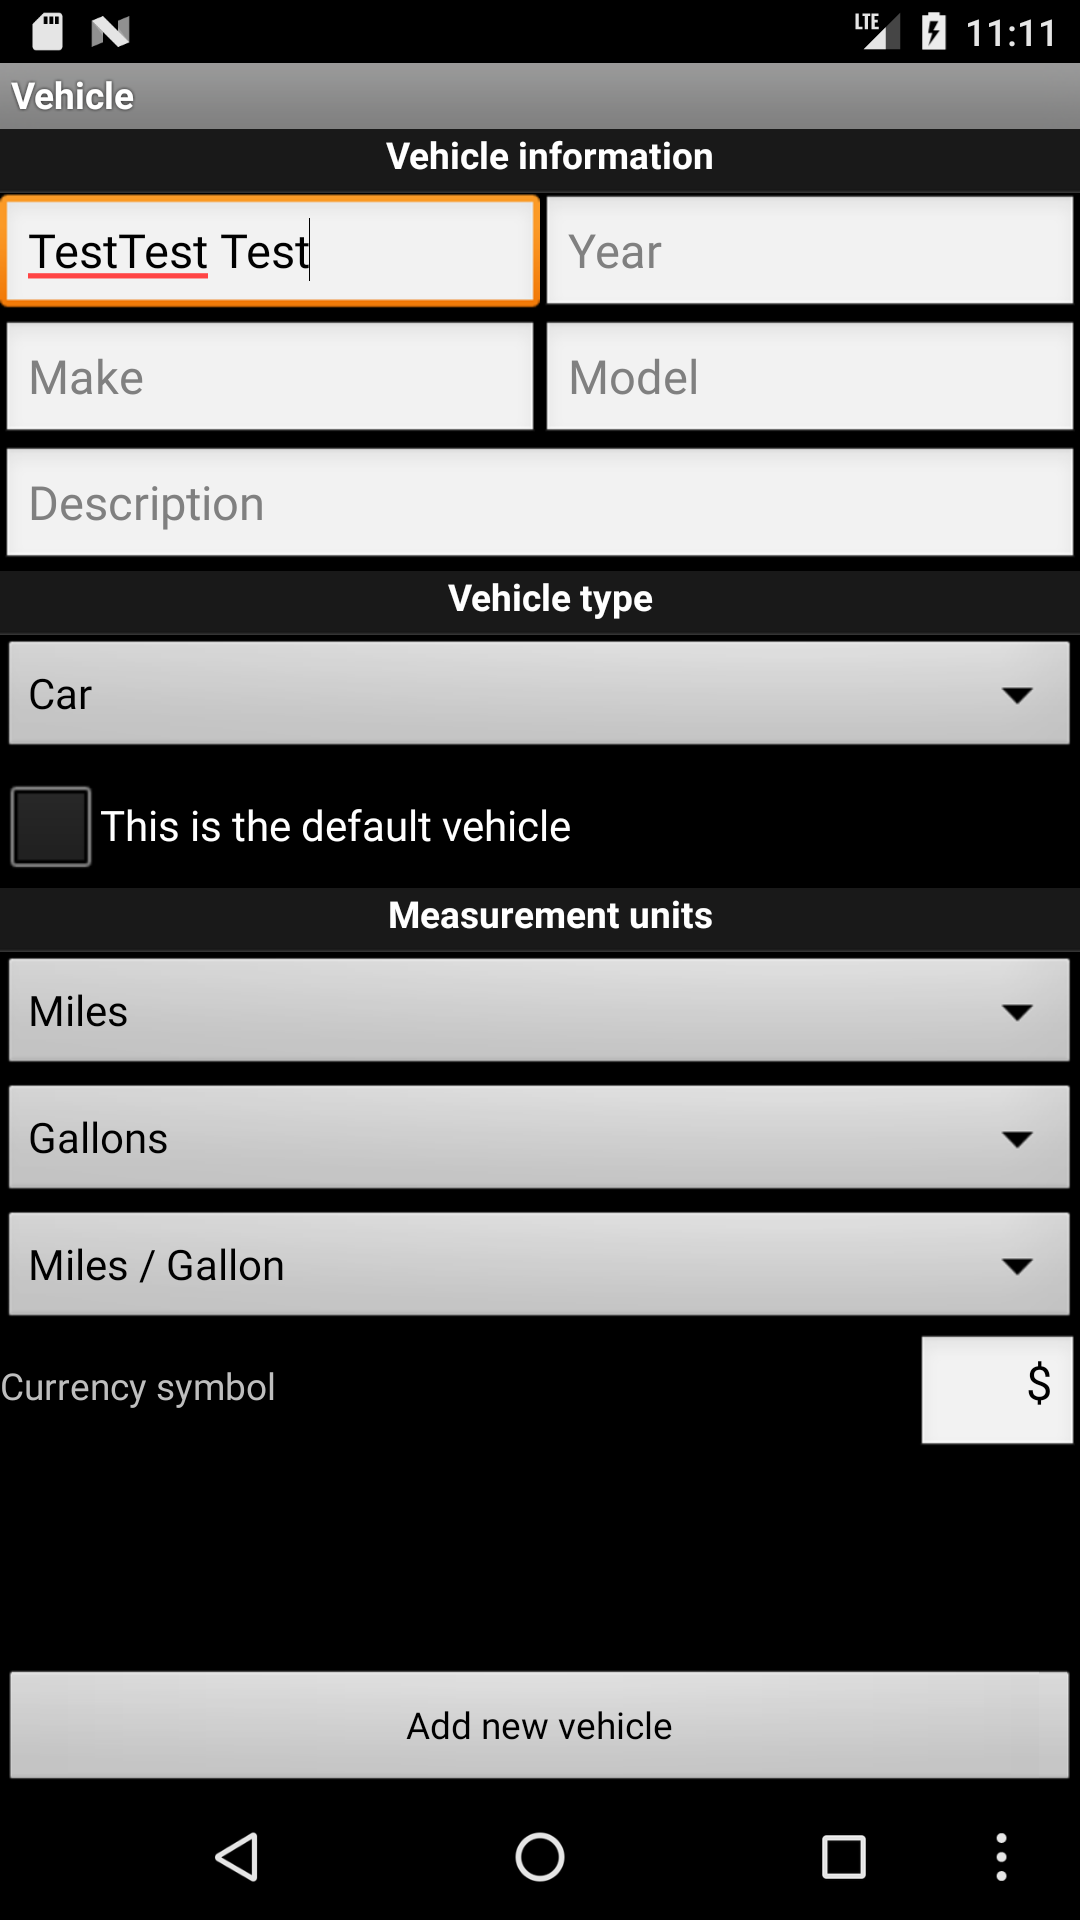 LTE 11:11
Vehicle
Vehicle information
TestTest Test Year
Make Model
Description
Vehicle type
Car
This is the default vehicle
Measurement units
Miles
Gallons
Miles / Gallon
Currency symbol $
Add new vehicle